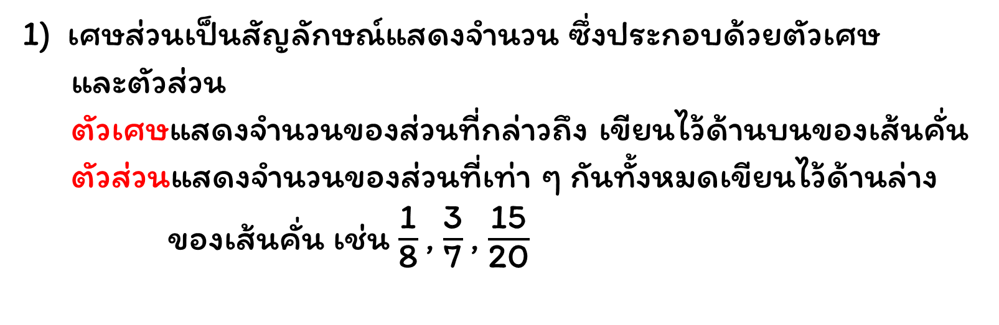 1) เศษส่วนเป็นสัญลักษณ์แสดงจำนวน ซึ่งประกอบด้วยตัวเศษ
และตัวส่วน
ตัวเศษแสดงจำนวนของส่วนที่กล่าวถึง เขียนไว้ด้านบนของเส้นคั่น
ตัวส่วนแสดงจำนวนของส่วนที่เท่า ๆ กันทั้งหมดเขียนไว้ด้านล่าง
ของเส้นคั่น เช่น 1/8 , 3/7 , 15/20